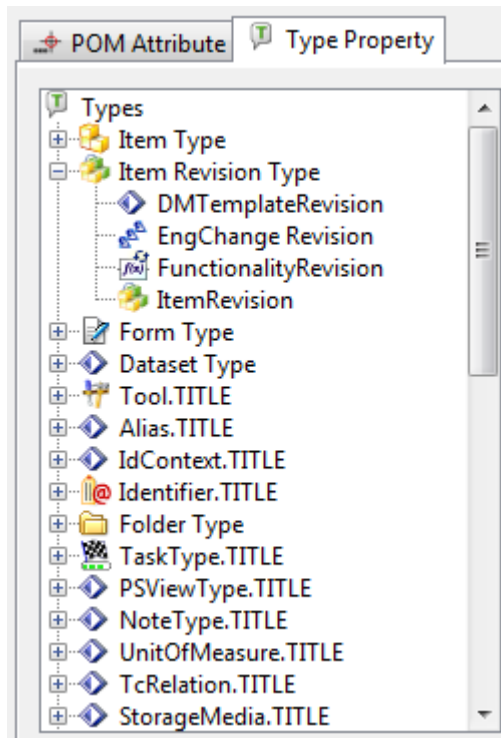 POM Attribute Type Property
Types
Item Type
Item Revision Type
DMTemplateRevision
EngChange Revision
FunctionalityRevision
ItemRevision
Form Type
Dataset Type
Tool.TITLE
Alias.TITLE
IdContext.TITLE
Identifier.TITLE
Folder Type
TaskType.TITLE
PSViewType.TITLE
NoteType.TITLE
UnitOfMeasure.TITLE
TcRelation.TITLE
StorageMedia.TITLE